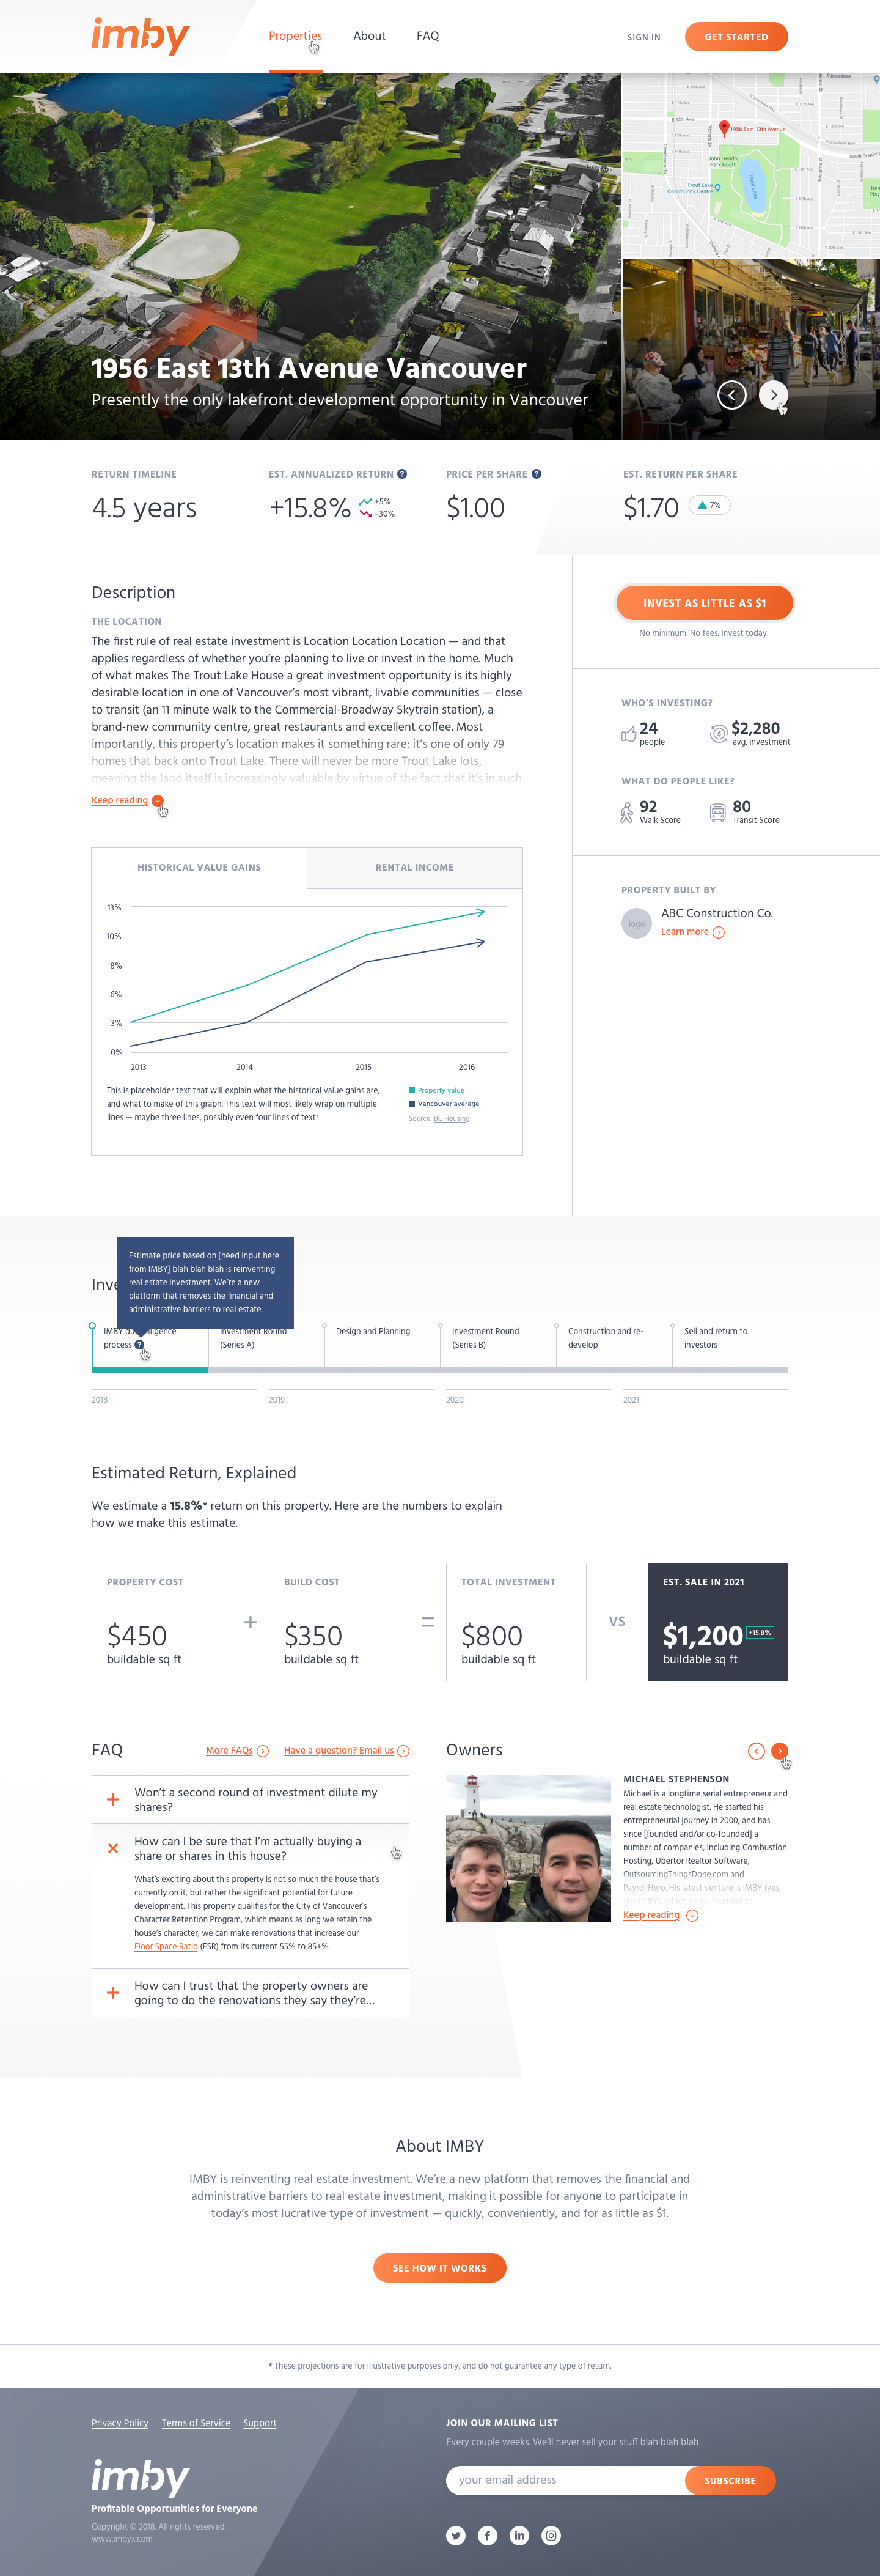 imby
Properties
About
FAQ
SIGN IN
GET STARTED
E 12th Ave
1956 East 13th Avenue
John Hendry
Park Booth
Trout Lake
Community Centre
Trout Lake
1956 East 13th Avenue Vancouver
Presently the only lakefront development opportunity in Vancouver
RETURN TIMELINE
4.5 years
EST. ANNUALIZED RETURN ?
+15.8%
+5%
–30%
PRICE PER SHARE ?
$1.00
EST. RETURN PER SHARE
$1.70
7%
Description
THE LOCATION
The first rule of real estate investment is Location Location Location — and that
applies regardless of whether you're planning to live or invest in the home. Much
of what makes The Trout Lake House a great investment opportunity is its highly
desirable location in one of Vancouver's most vibrant, livable communities — close
to transit (an 11 minute walk to the Commercial-Broadway Skytrain station), a
brand-new community centre, great restaurants and excellent coffee. Most
importantly, this property's location makes it something rare: it's one of only 79
homes that back onto Trout Lake. There will never be more Trout Lake lots,
meaning the land itself is increasingly valuable by virtue of the fact that it's in such
Keep reading
INVEST AS LITTLE AS $1
No minimum. No fees. Invest today.
WHO'S INVESTING?
24
people
$2,280
avg. investment
WHAT DO PEOPLE LIKE?
92
Walk Score
80
Transit Score
PROPERTY BUILT BY
logo
ABC Construction Co.
Learn more
HISTORICAL VALUE GAINS
RENTAL INCOME
13%
10%
8%
6%
3%
0%
2013
2014
2015
2016
This is placeholder text that will explain what the historical value gains are,
and what to make of this graph. This text will most likely wrap on multiple
lines — maybe three lines, possibly even four lines of text!
Property value
Vancouver average
Source: BC Housing
Estimate price based on [need input here
from IMBY] blah blah blah is reinventing
real estate investment. We're a new
platform that removes the financial and
administrative barriers to real estate.
Inve
IMBY du ligence
process ?
Investment Round
(Series A)
Design and Planning
Investment Round
(Series B)
Construction and re-
develop
Sell and return to
investors
2018
2019
2020
2021
Estimated Return, Explained
We estimate a 15.8%* return on this property. Here are the numbers to explain
how we make this estimate.
PROPERTY COST
$450
buildable sq ft
+
BUILD COST
$350
buildable sq ft
=
TOTAL INVESTMENT
$800
buildable sq ft
VS
EST. SALE IN 2021
$1,200
+15.8%
buildable sq ft
FAQ
More FAQs
Have a question? Email us
Won't a second round of investment dilute my
shares?
How can I be sure that I'm actually buying a
share or shares in this house?
What's exciting about this property is not so much the house that's
currently on it, but rather the significant potential for future
development. This property qualifies for the City of Vancouver's
Character Retention Program, which means as long we retain the
house's character, we can make renovations that increase our
Floor Space Ratio (FSR) from its current 55% to 85+%.
How can I trust that the property owners are
going to do the renovations they say they're...
Owners
MICHAEL STEPHENSON
Michael is a longtime serial entrepreneur and
real estate technologist. He started his
entrepreneurial journey in 2000, and has
since [founded and/or co-founded] a
number of companies, including Combustion
Hosting, Ubertor Realtor Software,
OutsourcingThingsDone.com and
PayrollHero. His latest venture is IMBY (yes,
this IMBY), which he co-founded to
Keep reading
About IMBY
IMBY is reinventing real estate investment. We're a new platform that removes the financial and
administrative barriers to real estate investment, making it possible for anyone to participate in
today's most lucrative type of investment — quickly, conveniently, and for as little as $1.
SEE HOW IT WORKS
* These projections are for illustrative purposes only, and do not guarantee any type of return.
Privacy Policy
Terms of Service
Support
imby
Profitable Opportunities for Everyone
Copyright © 2018. All rights reserved.
www.imbyx.com
JOIN OUR MAILING LIST
Every couple weeks. We'll never sell your stuff blah blah blah
your email address
SUBSCRIBE